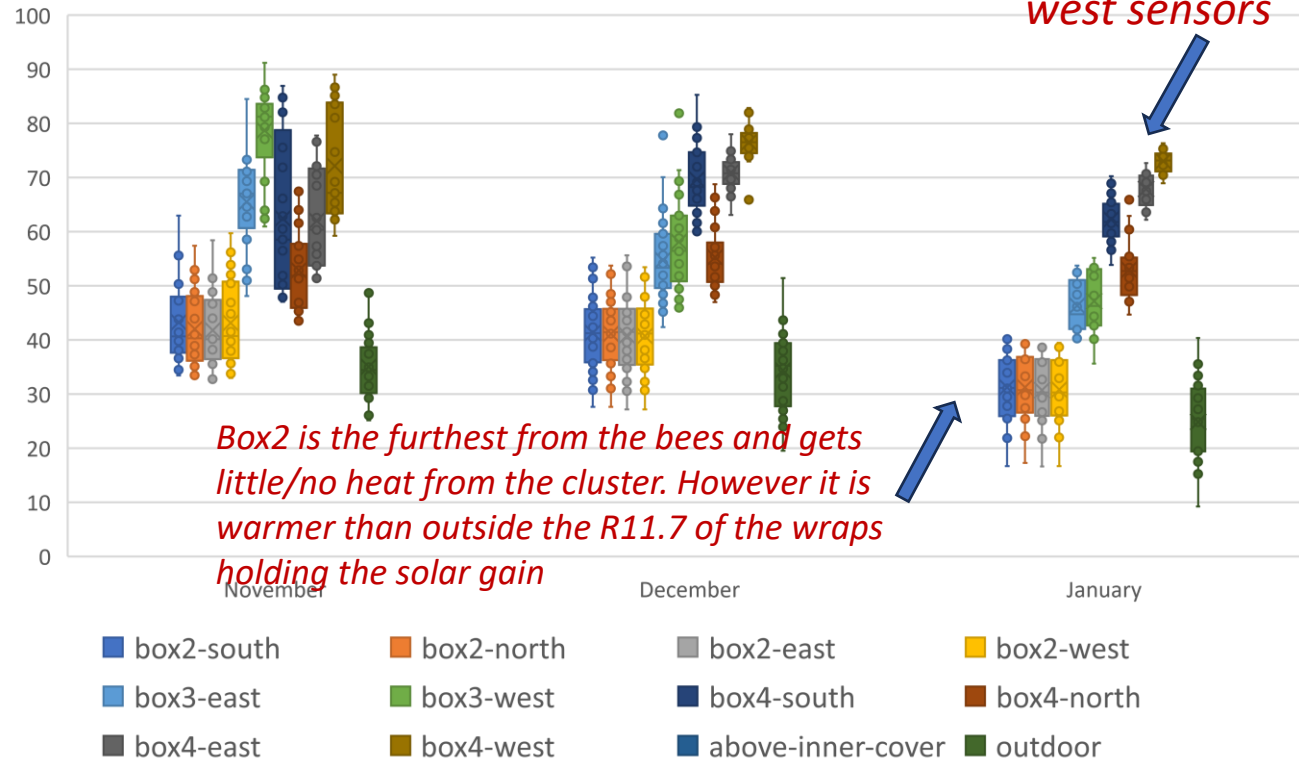 100
west sensors
90
80
70
60
50
40
30
20
10
0
Box2 is the furthest from the bees and gets
little/no heat from the cluster. However it is
warmer than outside the R11.7 of the wraps
holding the solar gain
November
December
January
box2-south
box2-north
box2-east
box2-west
box3-east
box3-west
box4-south
box4-north
box4-east
box4-west
above-inner-cover
outdoor